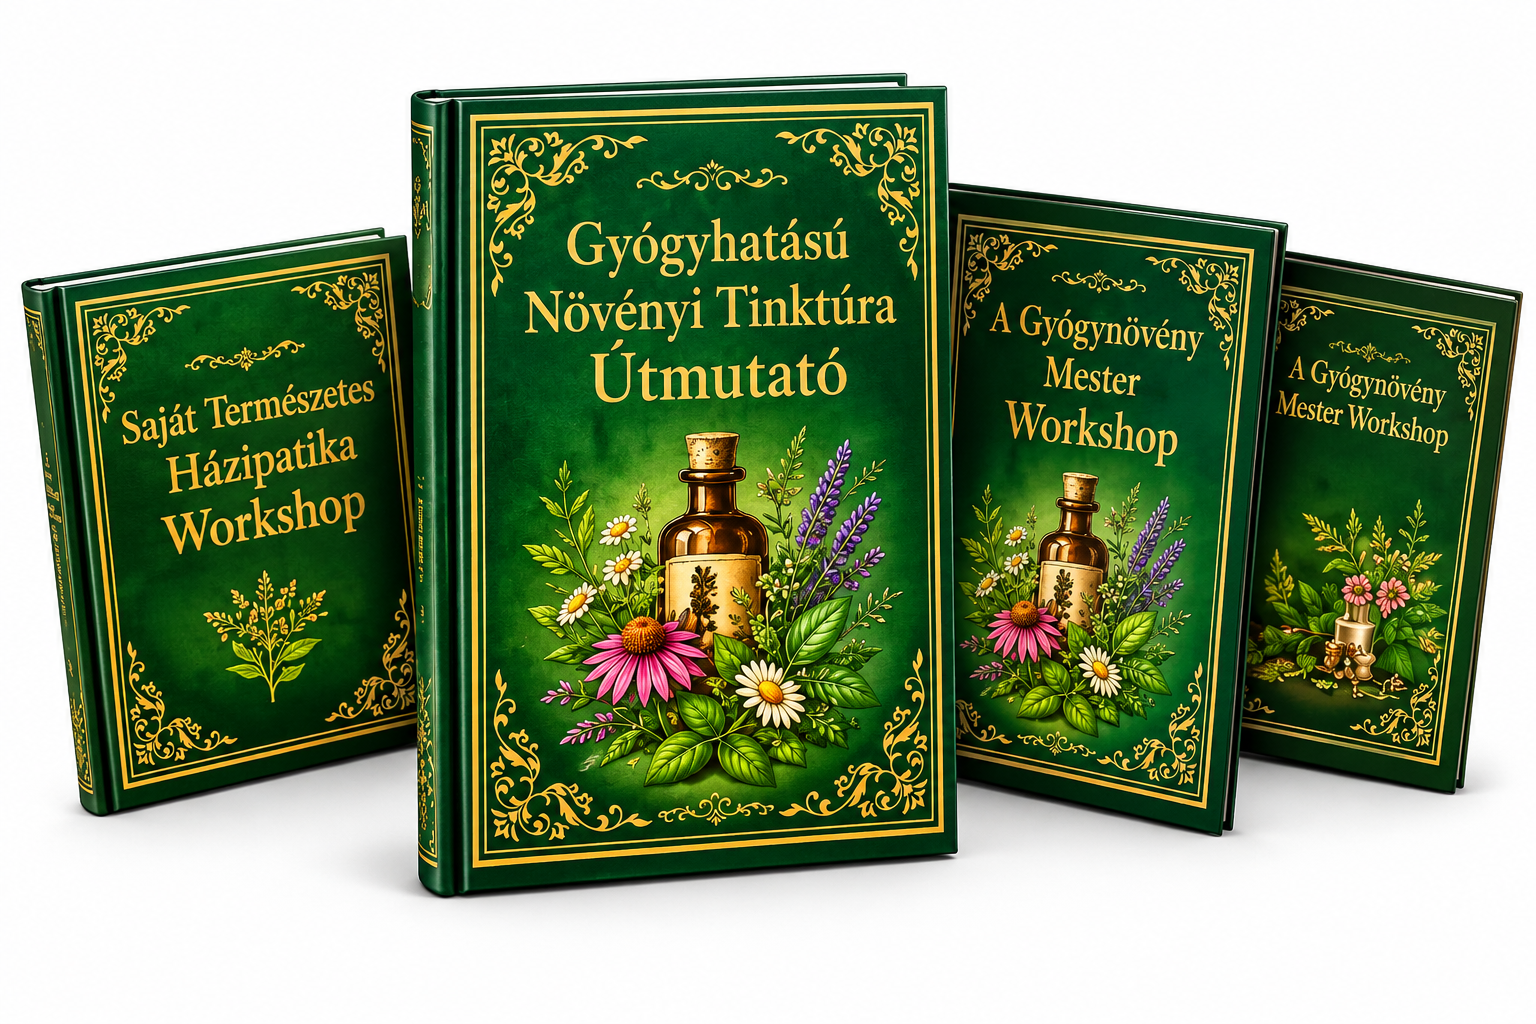 Saját Természetes
Házipatika
Workshop
Gyógyhatású
Növényi Tinktúra
Útmutató
A Gyógynövény
Mester
Workshop
A Gyógynövény
Mester Workshop